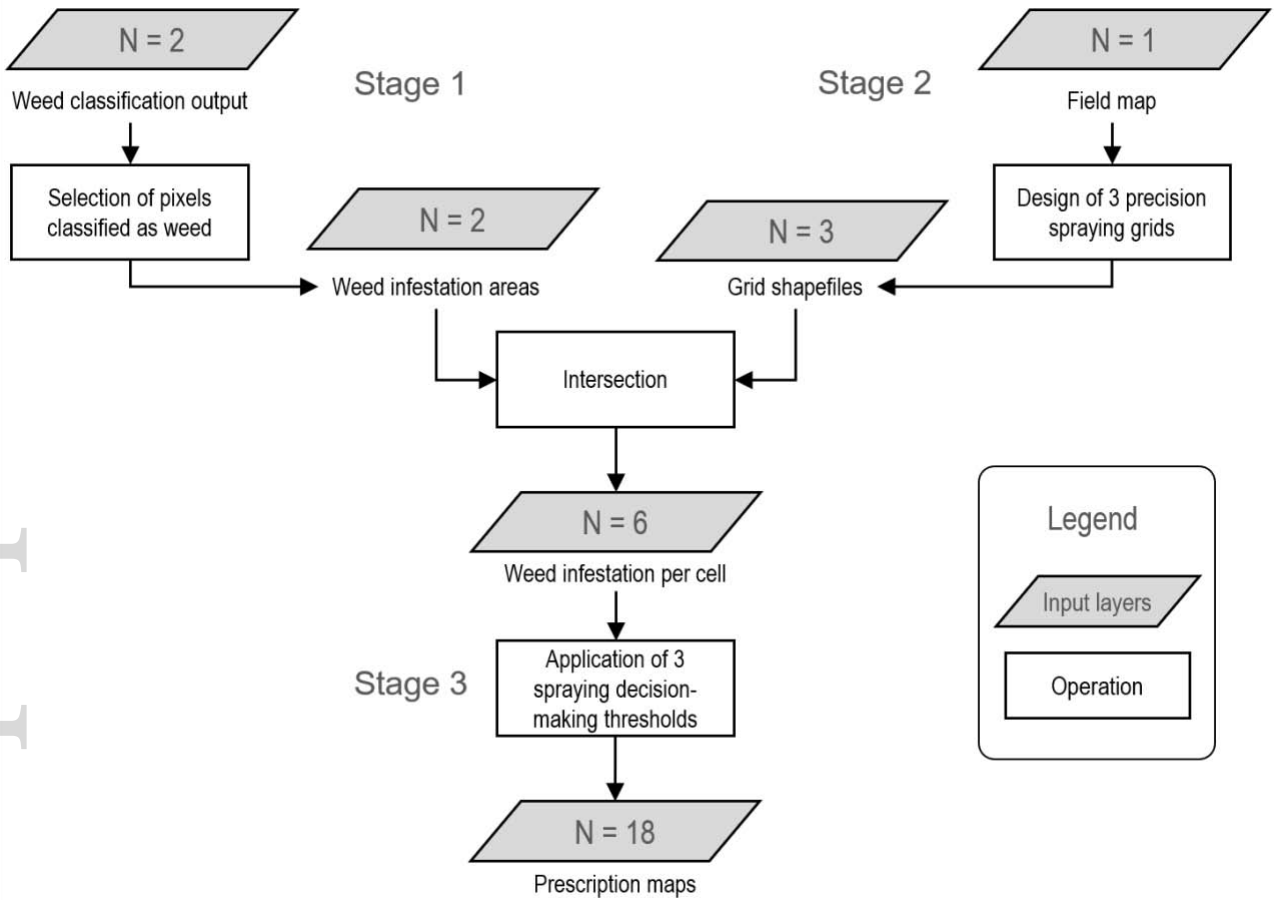 N = 2
Weed classification output
Stage 1
Selection of pixels
classified as weed
N = 2
Weed infestation areas
Stage 2
N = 1
Field map
Design of 3 precision
spraying grids
N = 3
Grid shapefiles
Intersection
N = 6
Weed infestation per cell
Stage 3
Application of 3
spraying decision-
making thresholds
N = 18
Prescription maps
Legend
Input layers
Operation